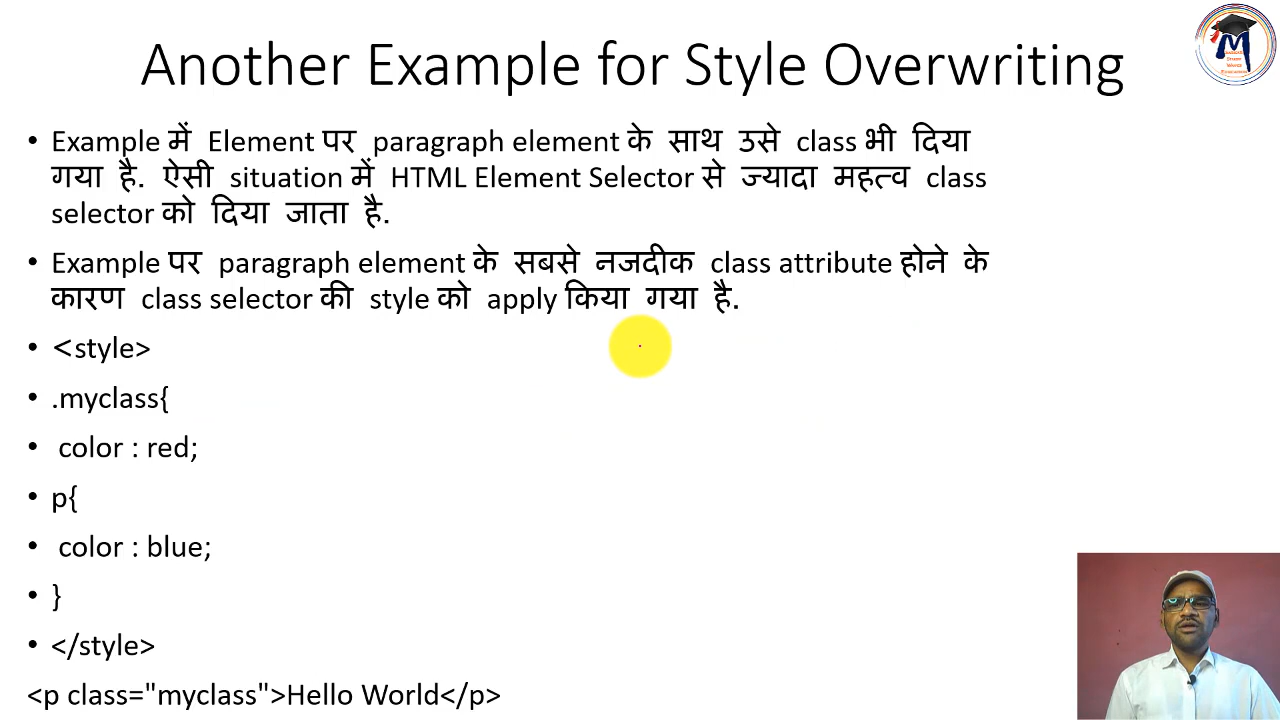 Another Example for Style Overwriting
M
• Example में Element पर paragraph element के साथ उसे class भी दिया
गया है. ऐसी situation में HTML Element Selector से ज्यादा महत्व class
selector को दिया जाता है.
• Example पर paragraph element के सबसे नजदीक class attribute होने के
कारण class selector की style को apply किया गया है.
• <style>
• .myclass{
• color : red;
• p{
• color : blue;
• }
• </style>
<p class="myclass">Hello World</p>